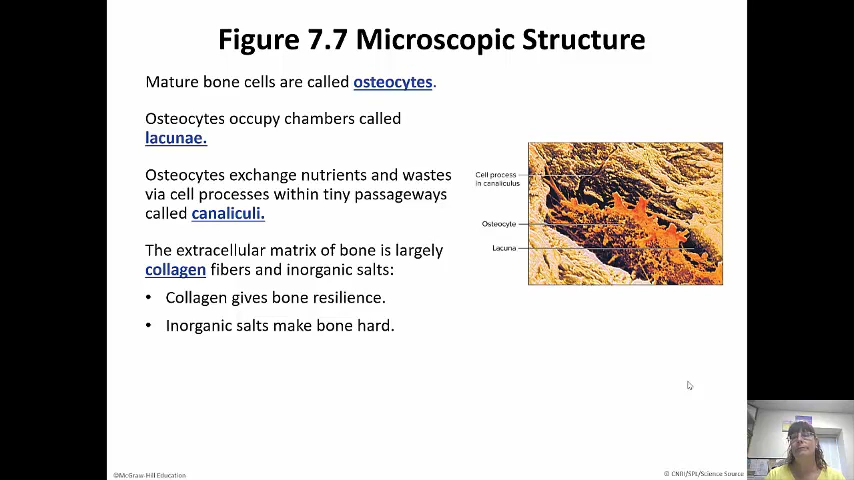 Figure 7.7 Microscopic Structure
Mature bone cells are called osteocytes.
Osteocytes occupy chambers called
lacunae.
Osteocytes exchange nutrients and wastes
via cell processes within tiny passageways
called canaliculi.
The extracellular matrix of bone is largely
collagen fibers and inorganic salts:
• Collagen gives bone resilience.
• Inorganic salts make bone hard.
Cell process
in canaliculus
Osteocyte
Lacuna
©McGraw-Hill Education
© CNRI/SPL/Science Source